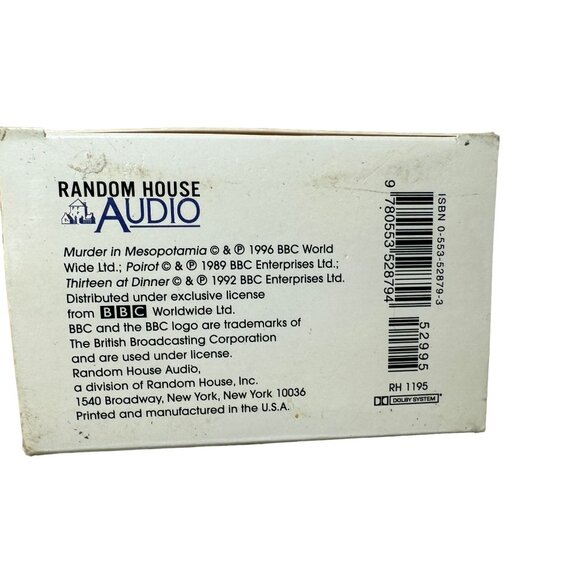 RANDOM HOUSE
AUDIO
Murder in Mesopotamia © & ℗ 1996 BBC World
Wide Ltd.; Poirot © & ℗ 1989 BBC Enterprises Ltd.;
Thirteen at Dinner © & ℗ 1992 BBC Enterprises Ltd.
Distributed under exclusive license
from BBC Worldwide Ltd.
BBC and the BBC logo are trademarks of
The British Broadcasting Corporation
and are used under license.
Random House Audio,
a division of Random House, Inc.
1540 Broadway, New York, New York 10036
Printed and manufactured in the U.S.A.
ISBN 0-553-52879-3
9 780553 528794
52995
RH 1195
DOLBY SYSTEM